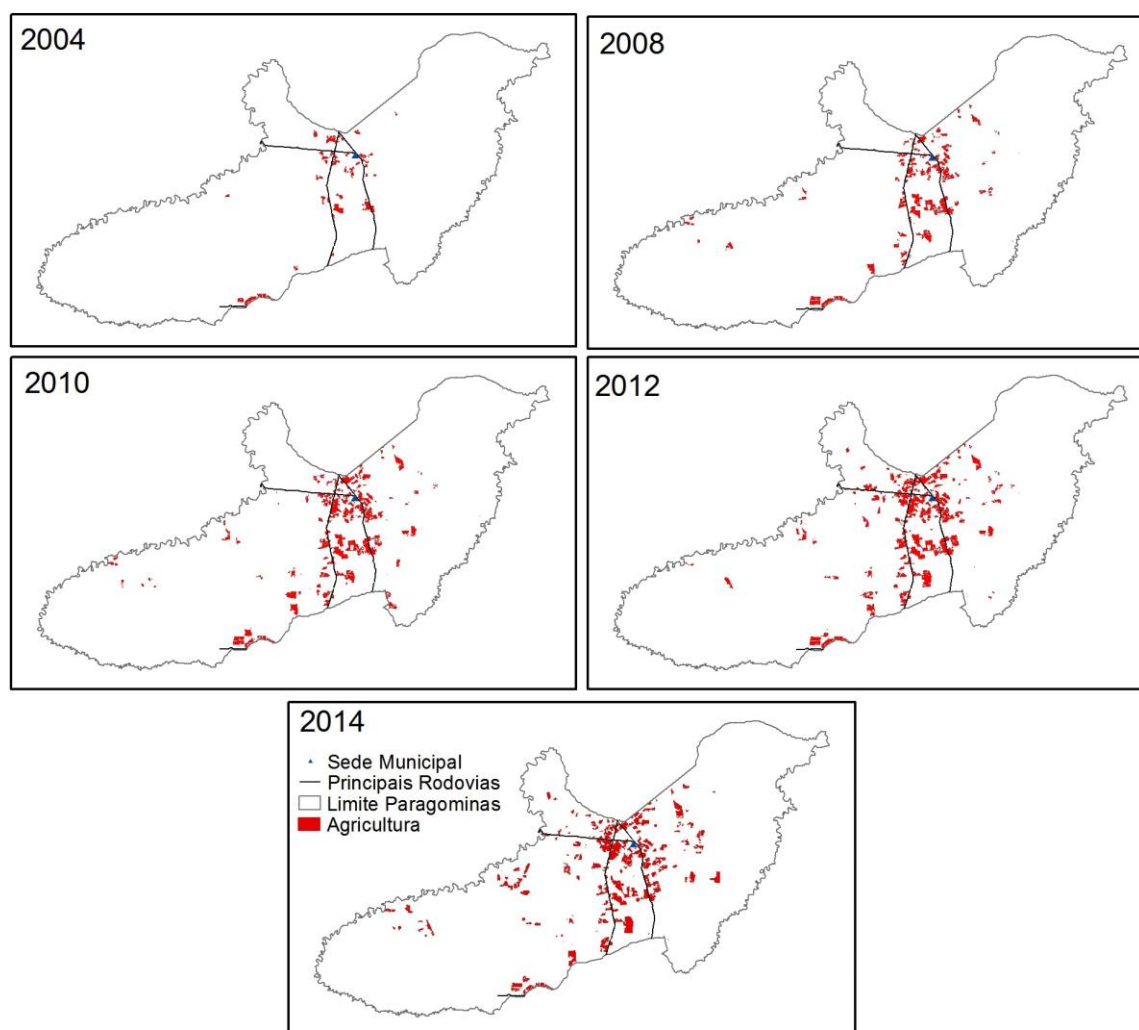 2004
2008
2010
2012
2014
Sede Municipal
Principais Rodovias
Limite Paragominas
Agricultura